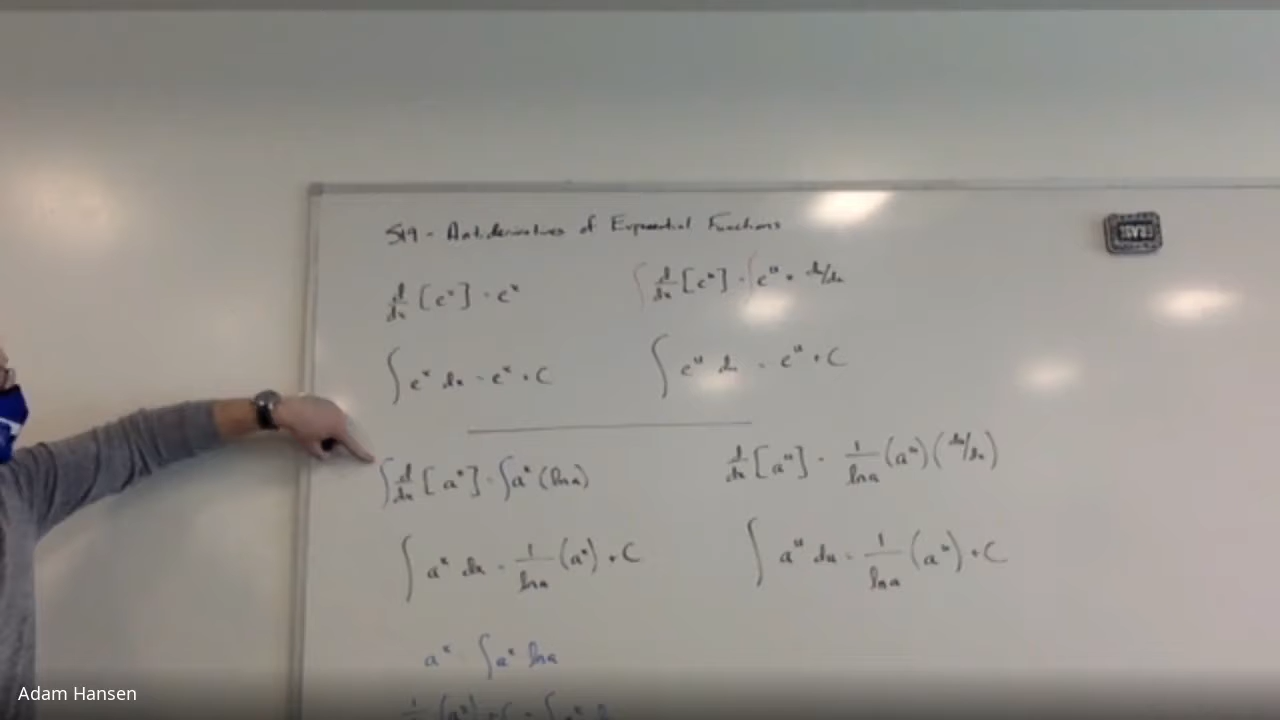 5.19 - Antiderivatives of Exponential Functions
d/dx [e^x] = e^x
∫ d/dx [e^u] = ∫ e^u · du/dx
∫ e^x dx = e^x + C
∫ e^u du = e^u + C
∫ d/dx [a^x] = ∫ a^x (ln a)
d/dx [a^u] = 1/ln a (a^u) (du/dx)
∫ a^x dx = 1/ln a (a^x) + C
∫ a^u du = 1/ln a (a^u) + C
a^x = ∫ a^x ln a
Adam Hansen